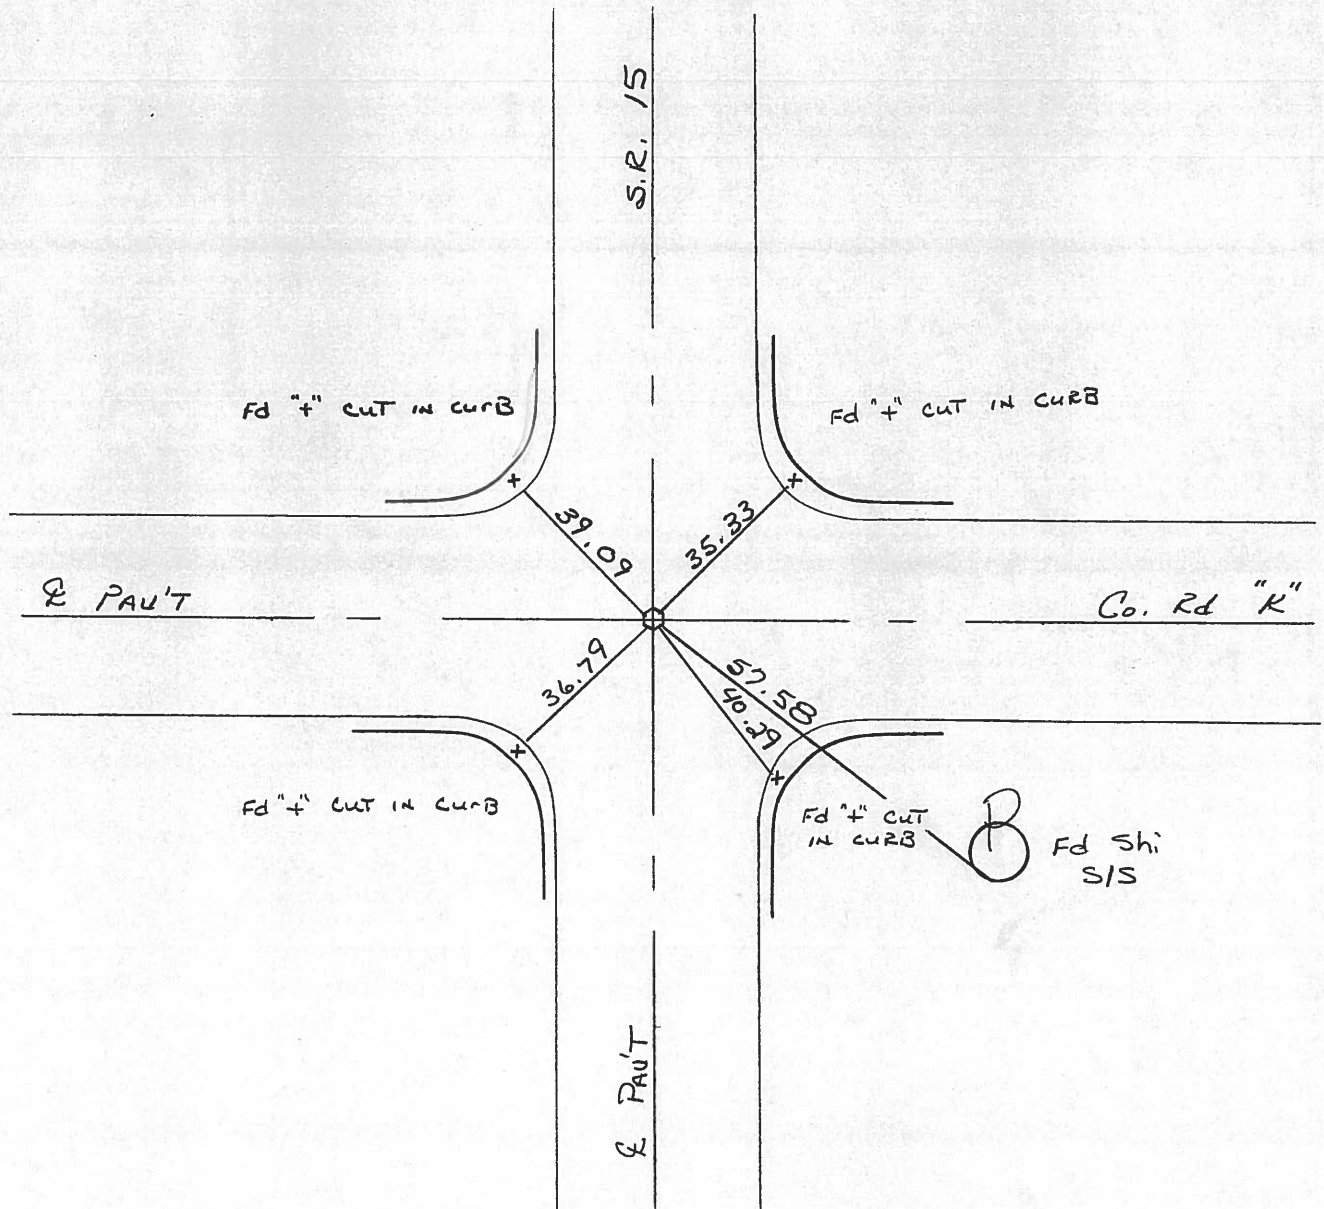 S.R. 15
Fd "+" CUT IN CURB
Fd "+" CUT IN CURB
39.09
35.33
℄ PAV'T
Co. Rd "K"
36.79
57.58
40.29
Fd "+" CUT IN CURB
Fd "+" CUT
IN CURB
Fd Shi
S/S
℄ PAV'T